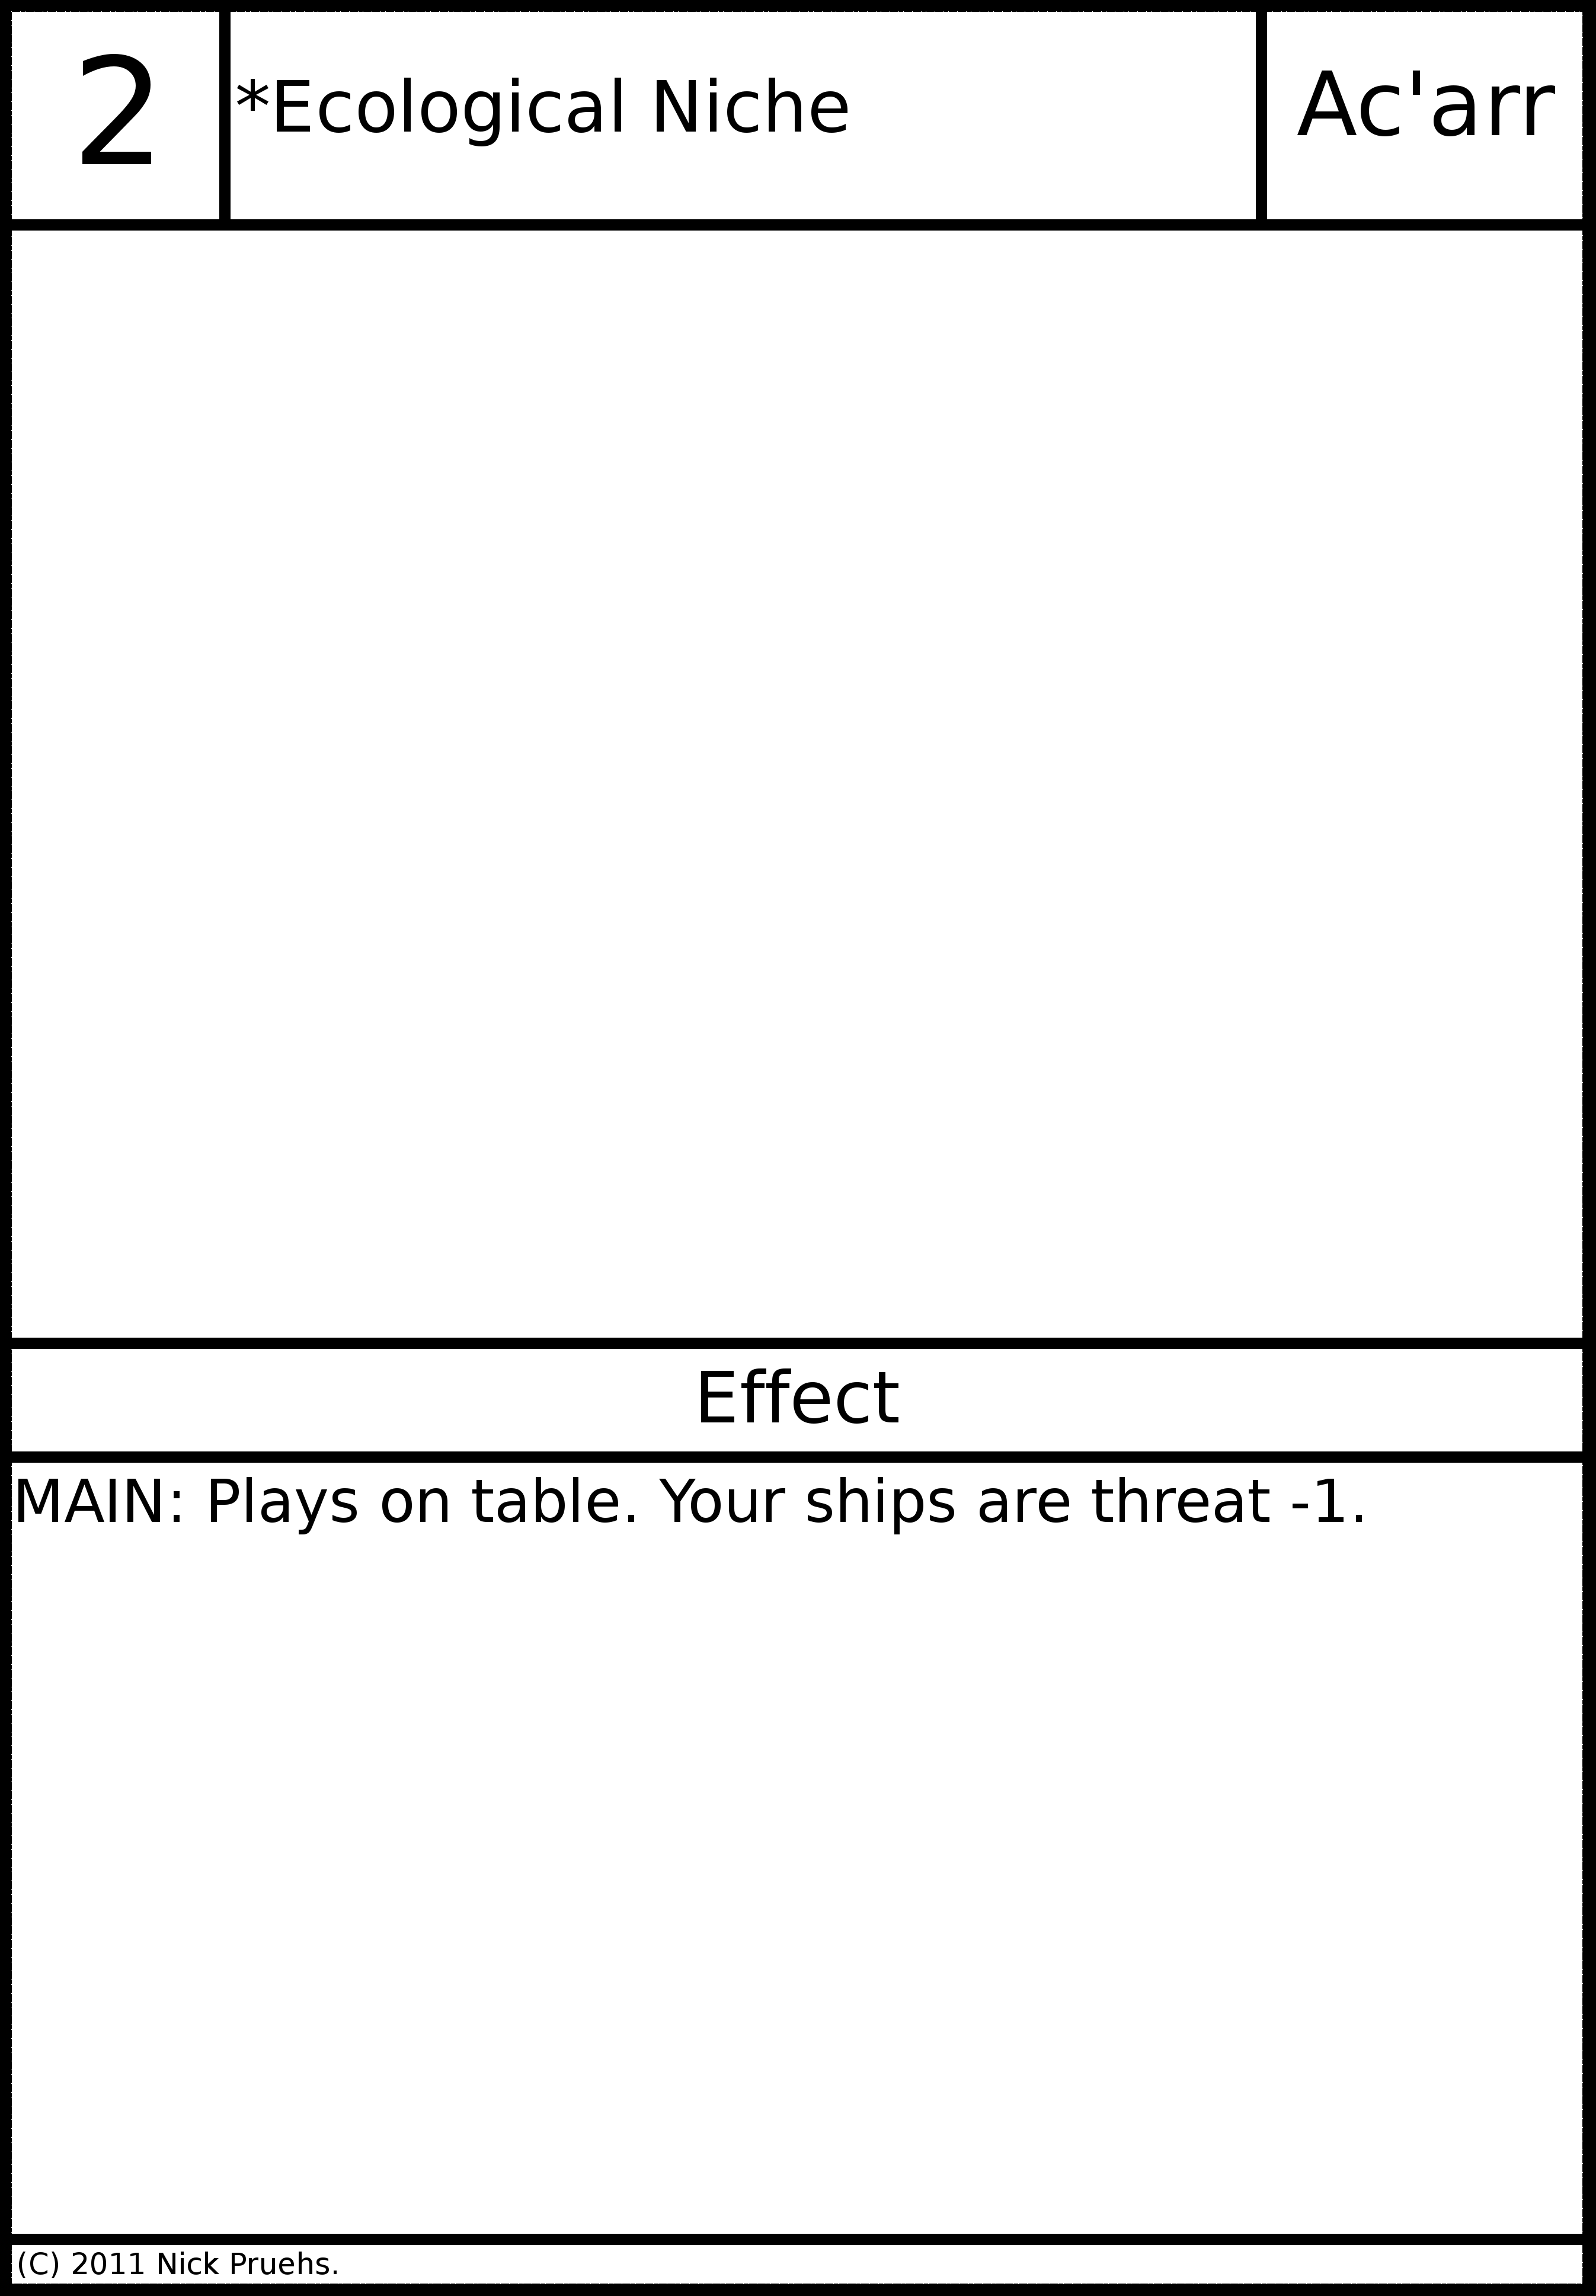 2
*Ecological Niche
Ac'arr
Effect
MAIN: Plays on table. Your ships are threat -1.
(C) 2011 Nick Pruehs.